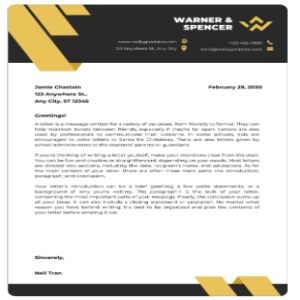 WARNER &
SPENCER
www.reallygreatsite.com
+123-456-7890
123 Anywhere St., Any City
hello@reallygreatsite.com
Jamie Chastain
123 Anywhere St.,
Any City, ST 12345
February 29, 2030
Greetings!
A letter is a message written for a variety of purposes, from friendly to formal. They can
help maintain bonds between friends, especially if they're far apart. Letters are also
used by professionals to communicate their concerns. In some schools, kids are
encouraged to write letters to Santa for Christmas. There are also letters given by
school administrators to the students' parents or guardians.
If you're thinking of writing a letter yourself, make your intentions clear from the start.
You can be fun and creative or straightforward, depending on your needs. Most letters
are divided into sections, including the date, recipient's name, and salutations. As for
the main content of your letter, there are often three main parts: the introduction,
paragraph, and conclusion.
Your letter's introduction can be a brief greeting, a few polite statements, or a
background of why you're writing. The paragraph is the bulk of your letter,
containing the most important parts of your message. Finally, the conclusion sums up
all your ideas. It can also include a closing statement or salutation. No matter what
reason you have behind writing, it's best to be organized and plan the contents of
your letter before sending it out.
Sincerely,
Neil Tran